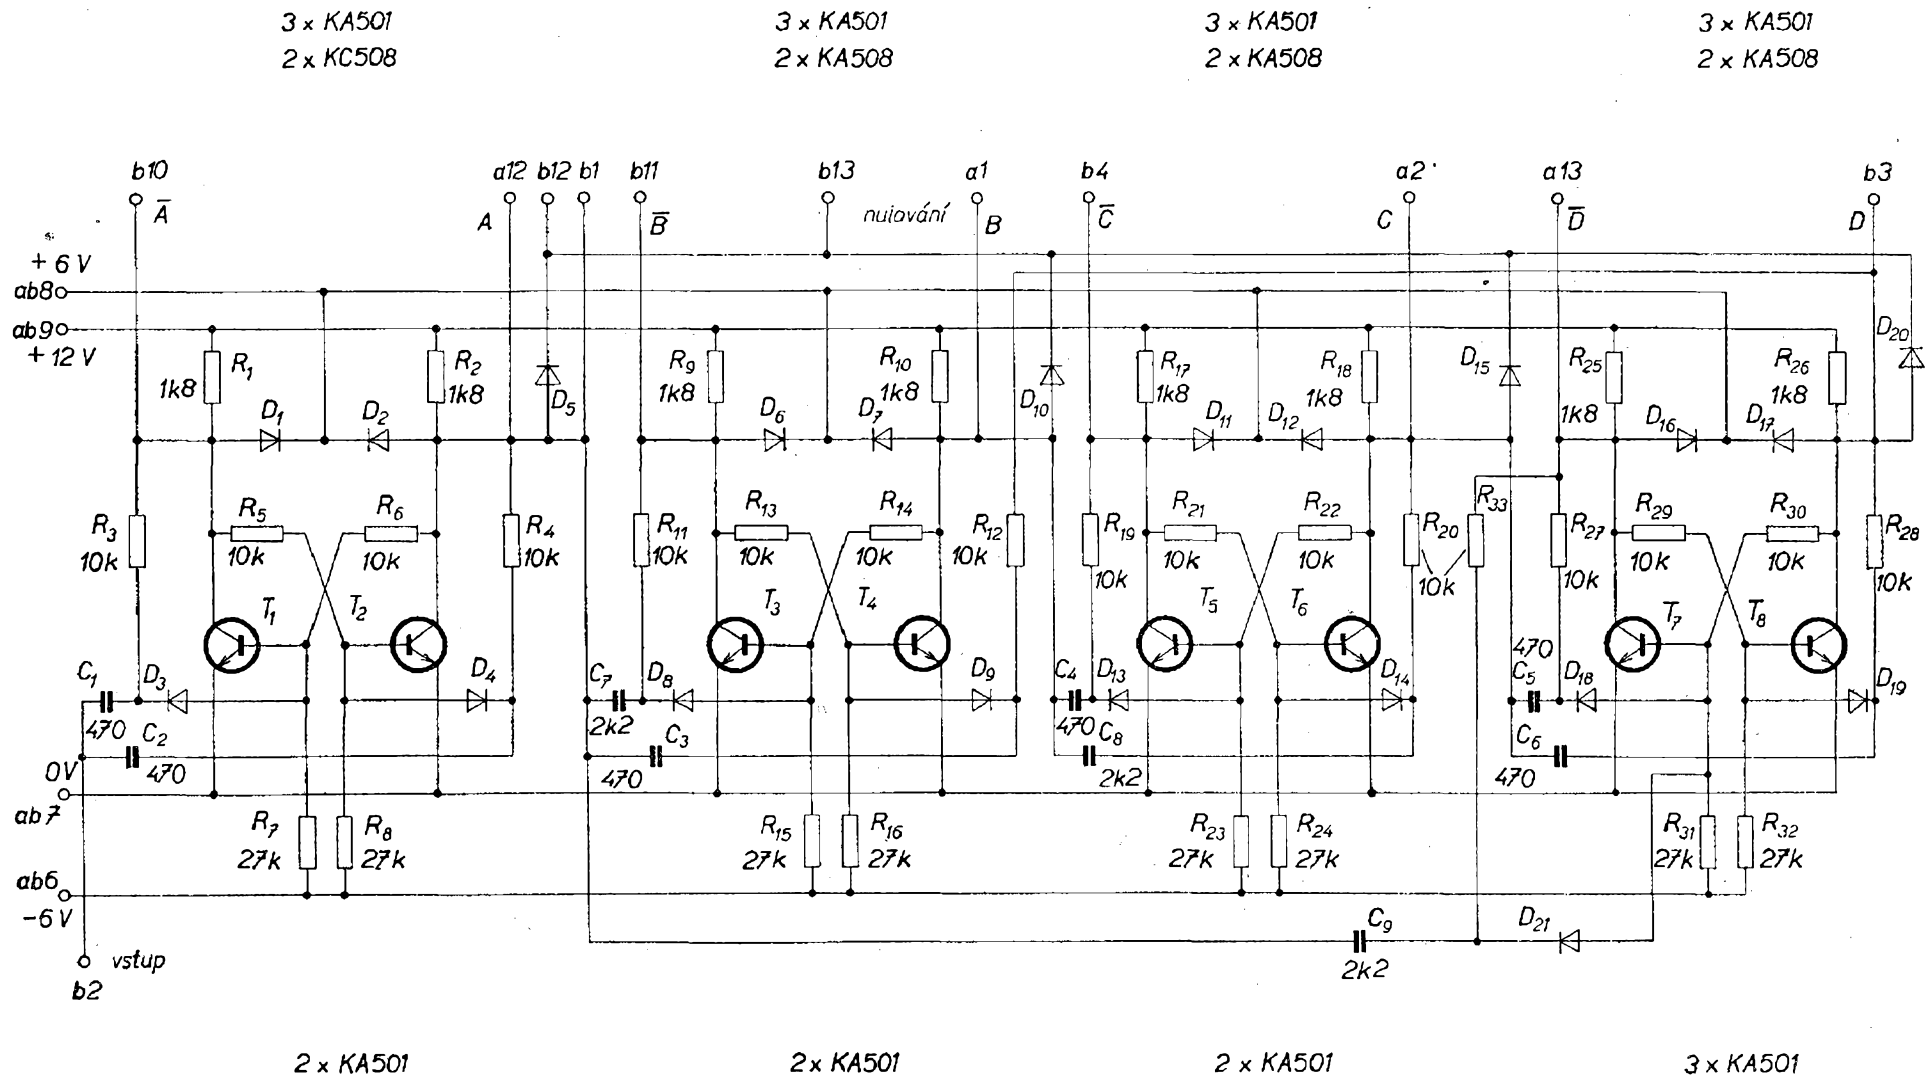 3 x KA501 3 x KA501 3 x KA501 3 x KA501
2 x KC508 2 x KA508 2 x KA508 2 x KA508
b10 a12 b12 b1 b11 b13 a1 b4 a2 a13 b3
A̅ A B̅ nulování B C̅ C D̅ D
+ 6 V
ab8
ab9
+ 12 V
R1 R2 R9 R10 R17 R18 D15 R25 R26 D20
1k8 1k8 D5 1k8 1k8 D10 1k8 1k8 1k8 1k8
D1 D2 D6 D7 D11 D12 D16 D17
R3 R5 R6 R4 R11 R13 R14 R12 R19 R21 R22 R20 R33 R27 R29 R30 R28
10k 10k 10k 10k 10k 10k 10k 10k 10k 10k 10k 10k 10k 10k 10k 10k
T1 T2 T3 T4 T5 T6 T7 T8
C1 D3 D4 C7 D8 D9 C4 D13 D14 470 C5 D18 D19
470 2k2 470
C2 C3 C8 C6
470 470 2k2 470
0V
ab7
R7 R8 R15 R16 R23 R24 R31 R32
27k 27k 27k 27k 27k 27k 27k 27k
ab6
-6 V
C9 D21
2k2
vstup
b2
2 x KA501 2 x KA501 2 x KA501 3 x KA501